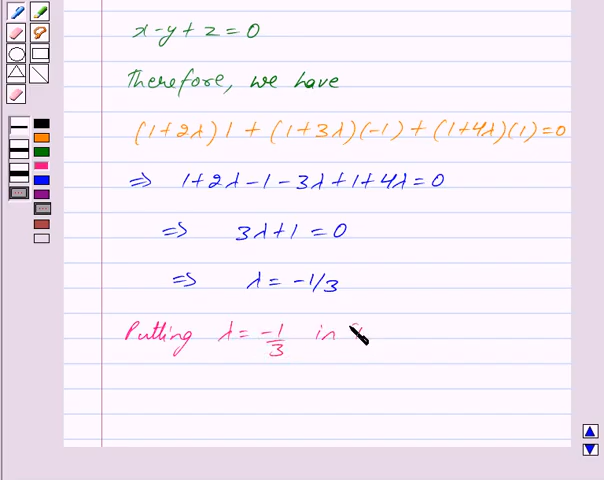 x-y+z=0
Therefore, we have
(1+2λ)1+(1+3λ)(-1)+(1+4λ)(1)=0
⇒ 1+2λ-1-3λ+1+4λ=0
⇒ 3λ+1=0
⇒ λ=-1/3
Putting λ=-1/3 in